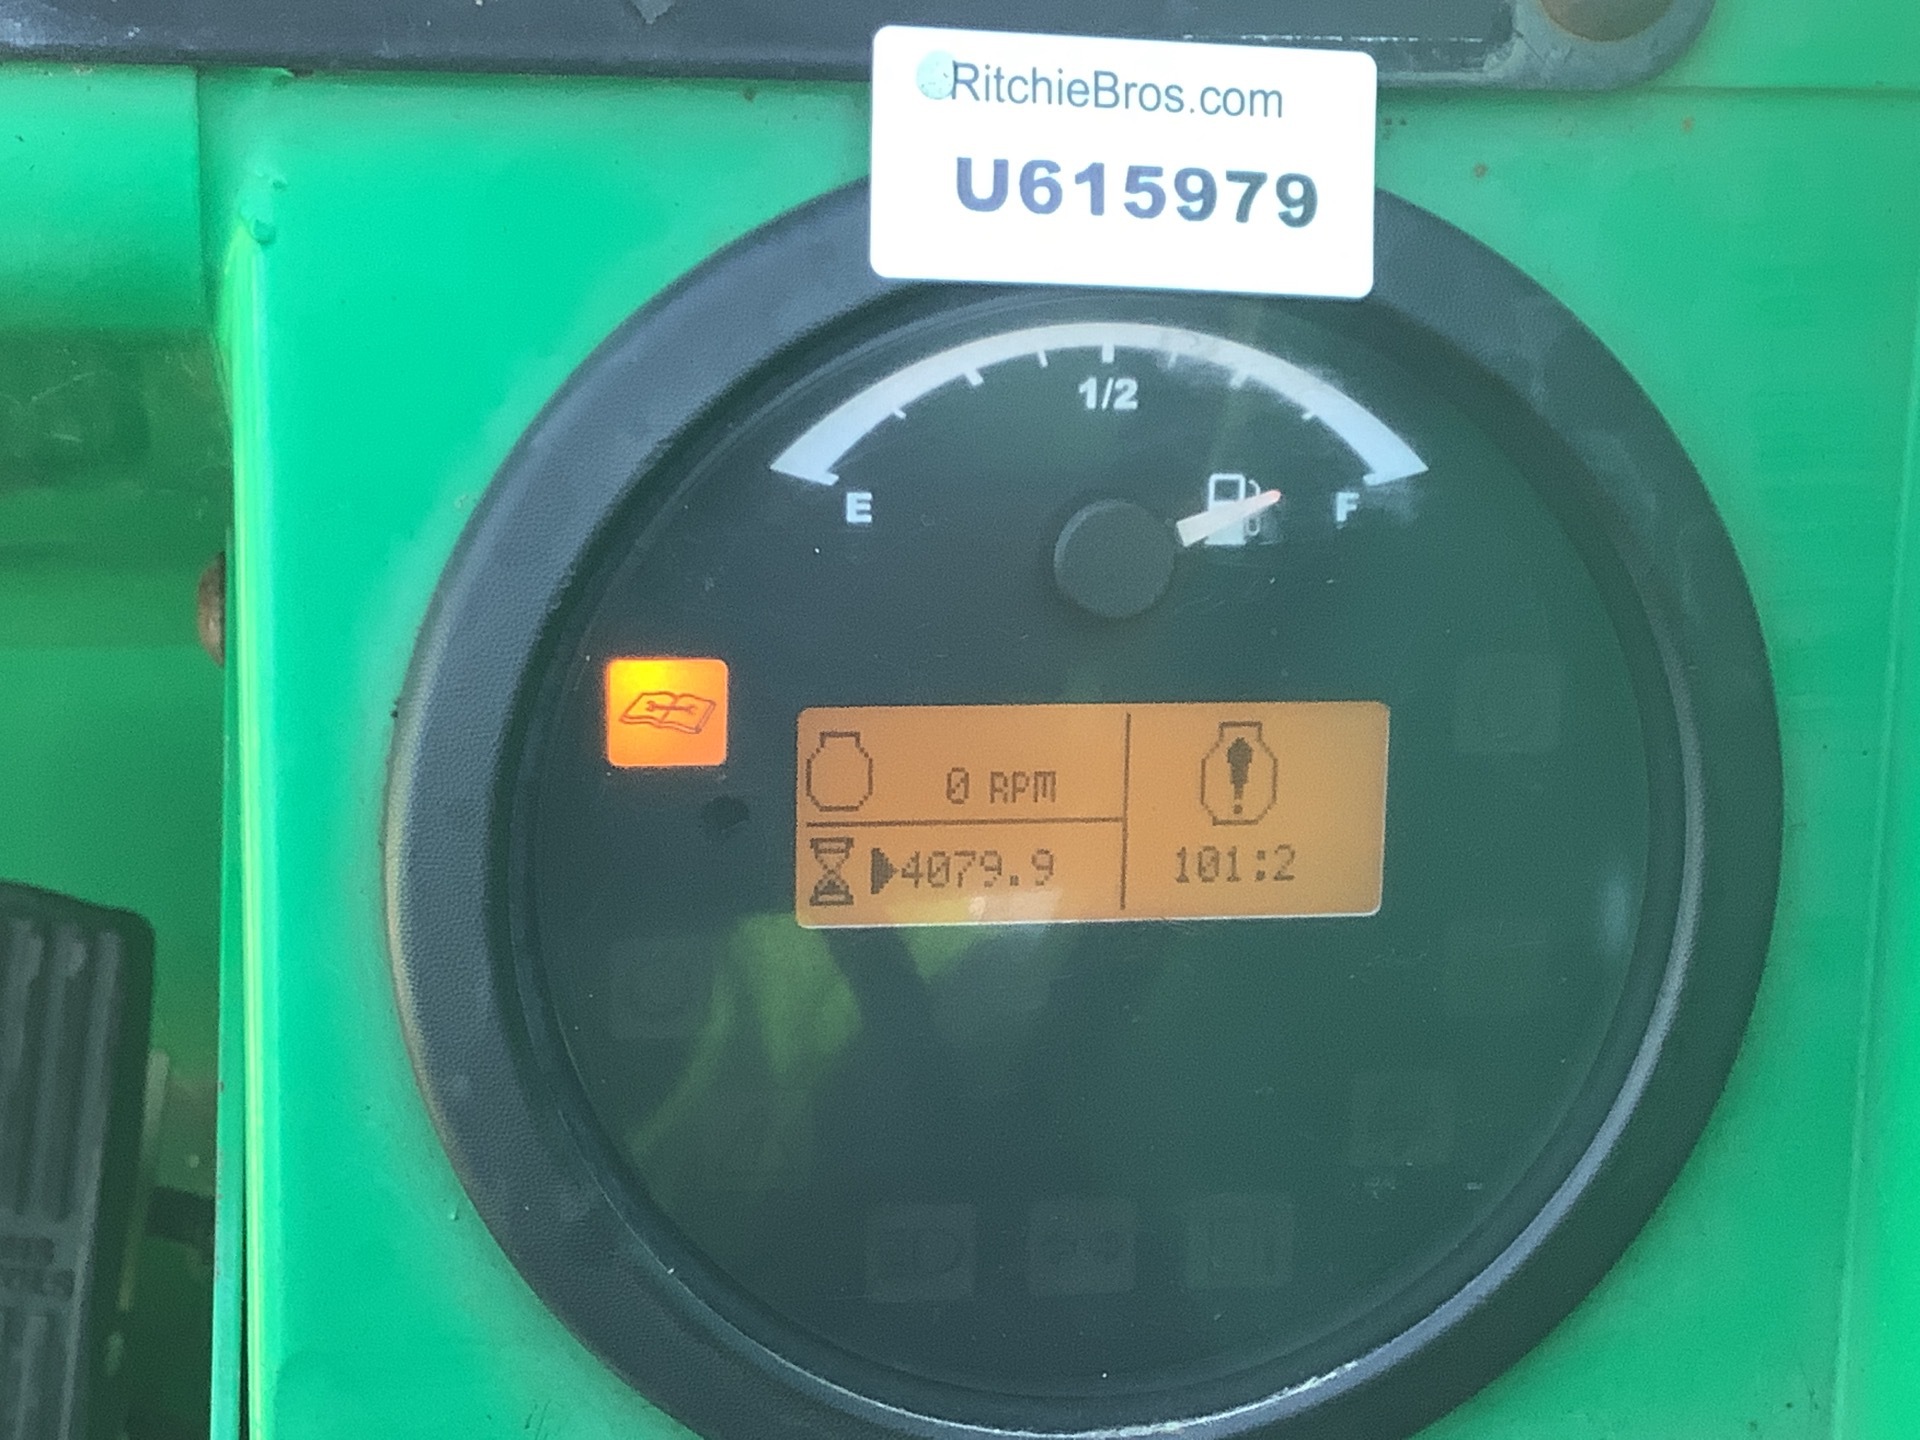 RitchieBros.com
U615979
1/2
E F
0 RPM
4079.9
101:2